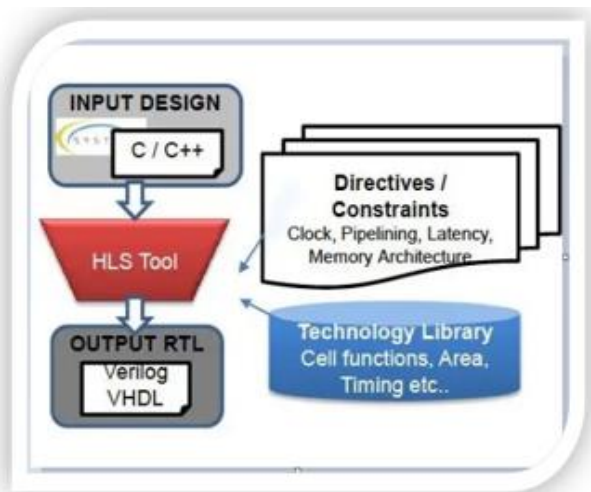 INPUT DESIGN
SYST
C / C++
Directives /
Constraints
Clock, Pipelining, Latency,
Memory Architecture
HLS Tool
Technology Library
Cell functions, Area,
Timing etc..
OUTPUT RTL
Verilog
VHDL